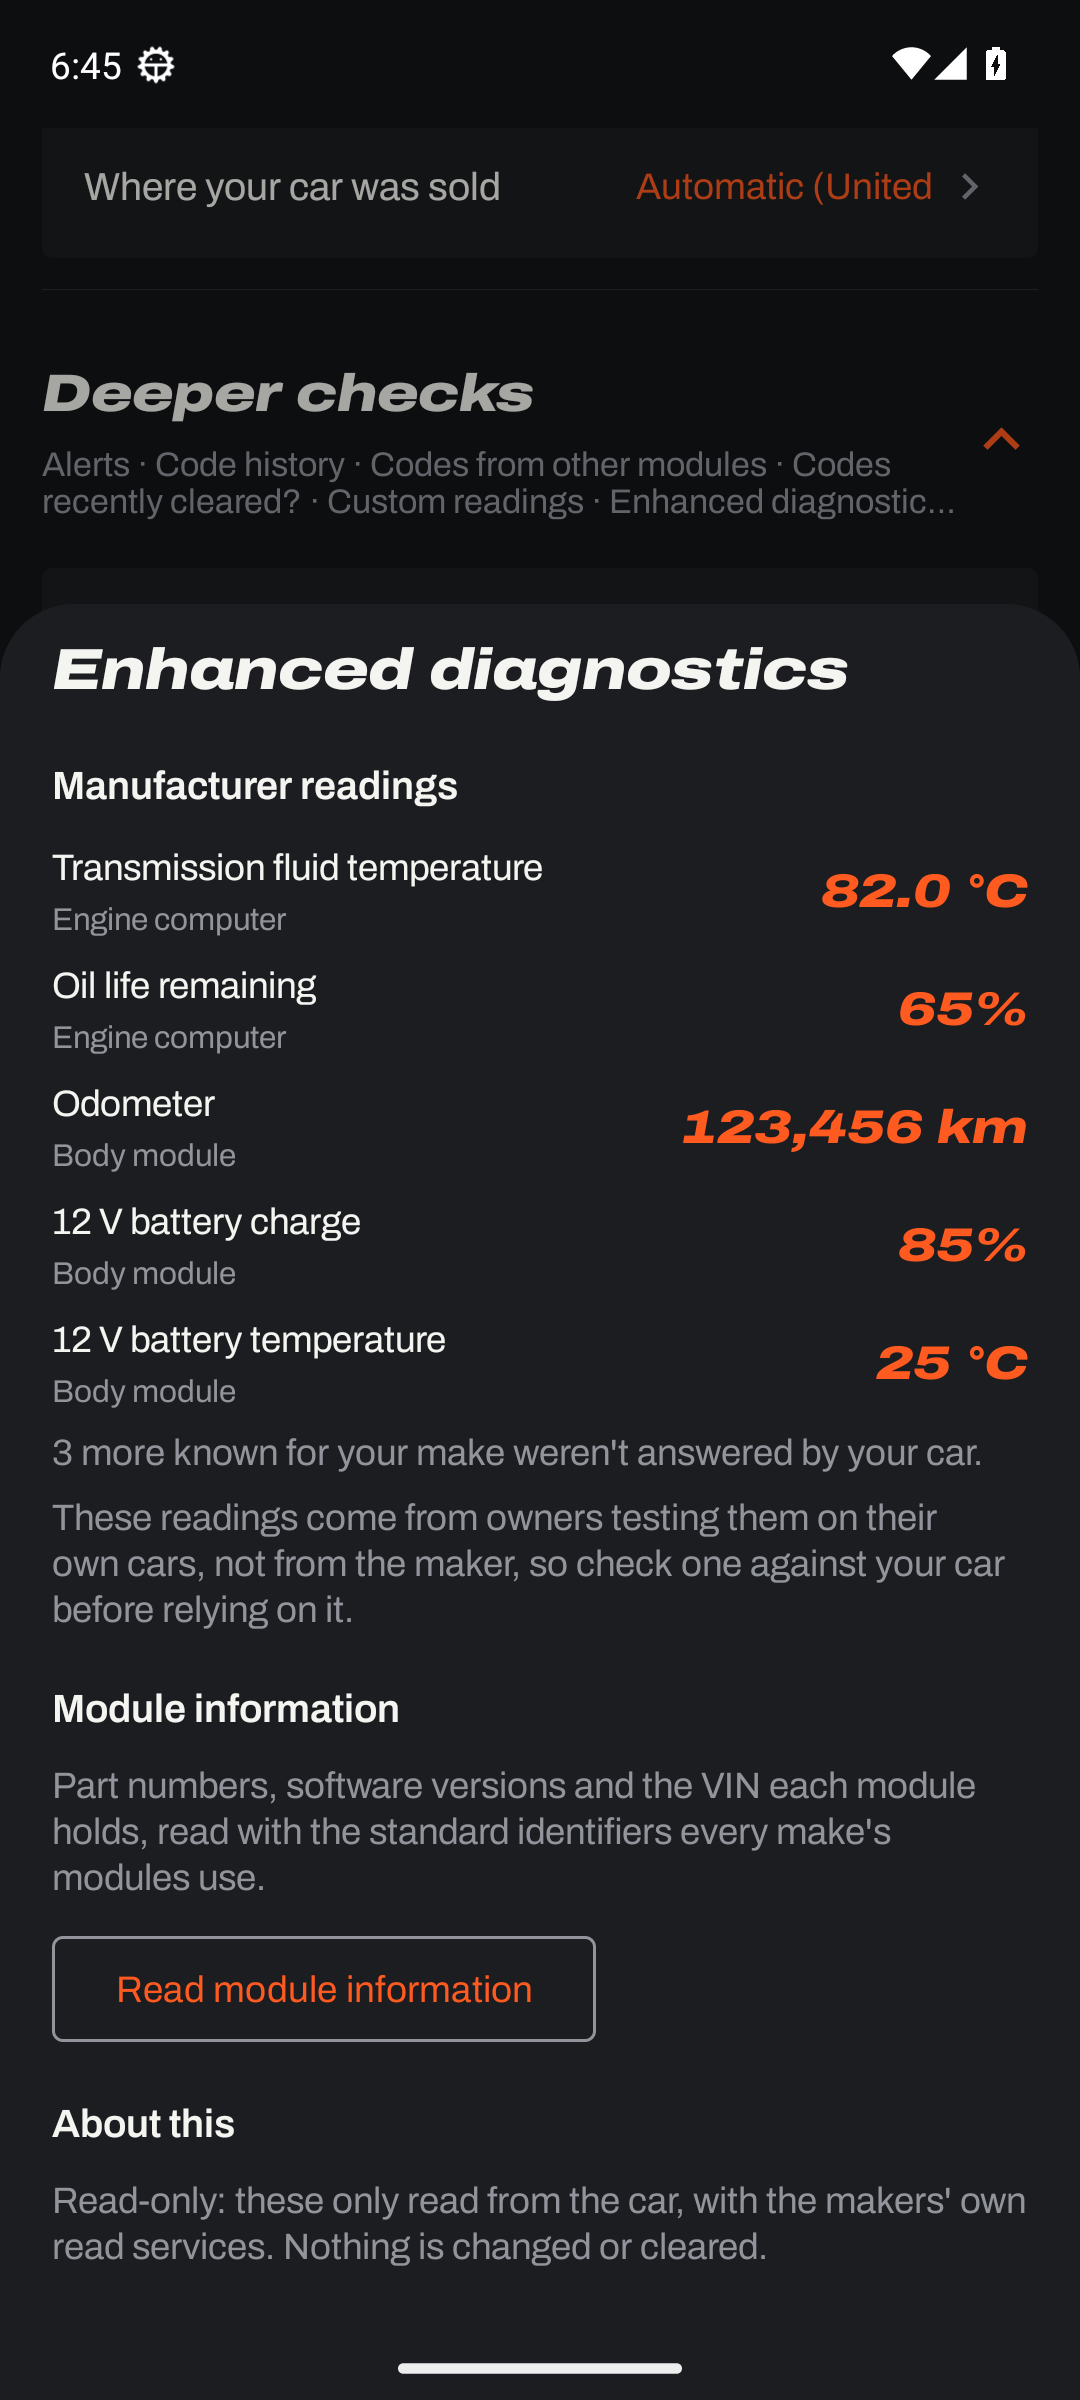 6:45
Where your car was sold
Automatic (United
Deeper checks
Alerts · Code history · Codes from other modules · Codes
recently cleared? · Custom readings · Enhanced diagnostic...
Enhanced diagnostics
Manufacturer readings
Transmission fluid temperature
Engine computer
82.0 °C
Oil life remaining
Engine computer
65%
Odometer
Body module
123,456 km
12 V battery charge
Body module
85%
12 V battery temperature
Body module
25 °C
3 more known for your make weren't answered by your car.
These readings come from owners testing them on their
own cars, not from the maker, so check one against your car
before relying on it.
Module information
Part numbers, software versions and the VIN each module
holds, read with the standard identifiers every make's
modules use.
Read module information
About this
Read-only: these only read from the car, with the makers' own
read services. Nothing is changed or cleared.